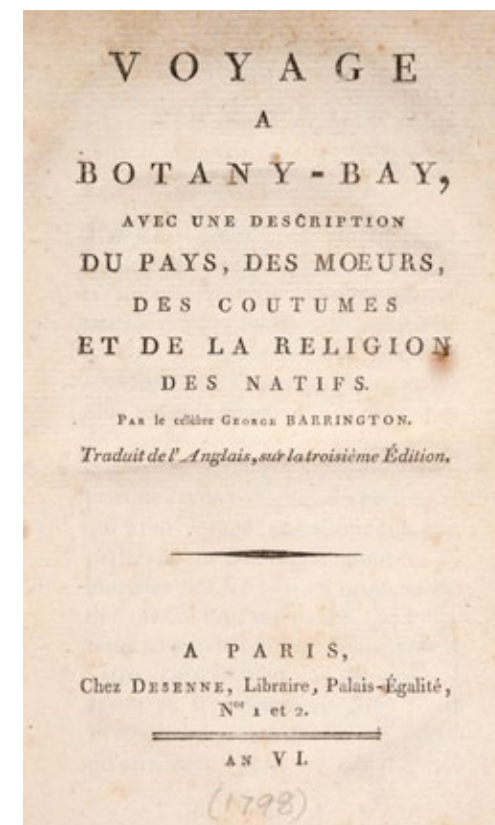 VOYAGE
A
BOTANY-BAY,
AVEC UNE DESCRIPTION
DU PAYS, DES MOEURS,
DES COUTUMES
ET DE LA RELIGION
DES NATIFS.
PAR le célèbre GEORGE BARRINGTON.
Traduit de l'Anglais, sur la troisième Édition.
A PARIS,
Chez DESENNE, Libraire, Palais-Égalité,
Nos 1 et 2.
AN VI.
(1798)